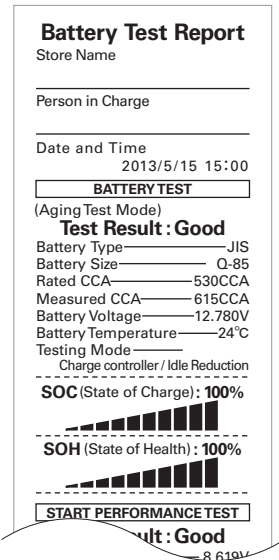 Battery Test Report
Store Name
Person in Charge
Date and Time
2013/5/15 15:00
BATTERY TEST
(Aging Test Mode)
Test Result : Good
Battery Type JIS
Battery Size Q-85
Rated CCA 530CCA
Measured CCA 615CCA
Battery Voltage 12.780V
Battery Temperature 24°C
Testing Mode
Charge controller / Idle Reduction
SOC (State of Charge) : 100%
SOH (State of Health) : 100%
START PERFORMANCE TEST
: Good
8.619V